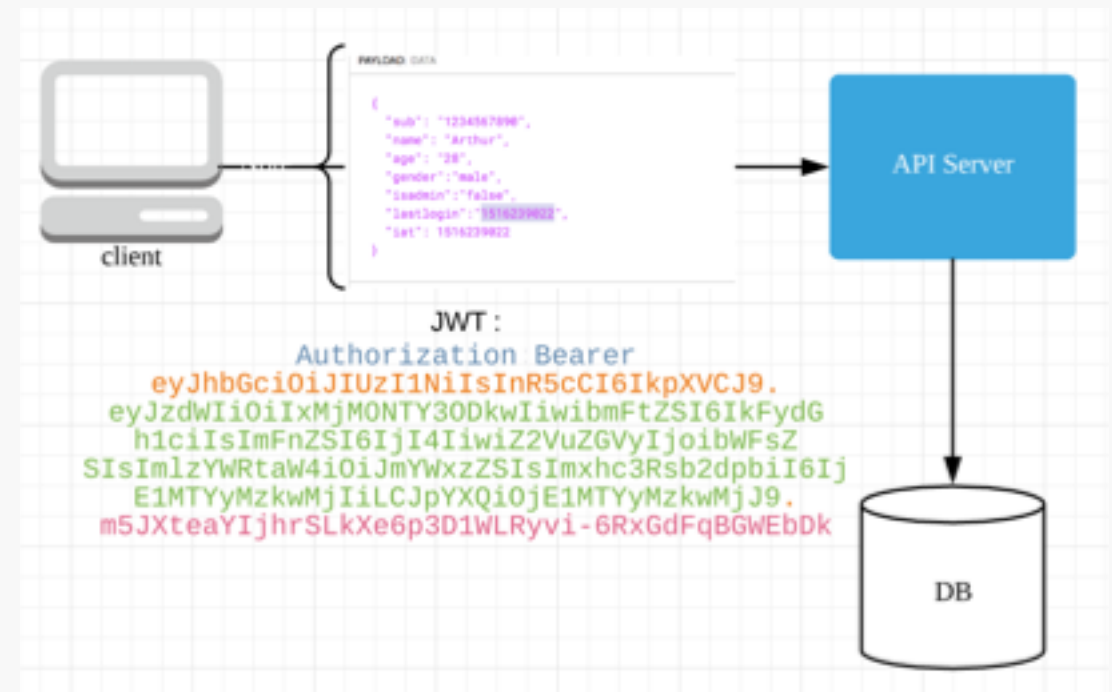 PAYLOAD: DATA
{
"sub": "1234567890",
"name": "Arthur",
"age": "28",
"gender":"male",
"isadmin":"false",
"lastlogin":"1516239022",
"iat": 1516239022
}
API Server
client
JWT :
Authorization Bearer
eyJhbGciOiJIUzI1NiIsInR5cCI6IkpXVCJ9.
eyJzdWIiOiIxMjM0NTY3ODkwIiwibmFtZSI6IkFydG
h1ciIsImFnZSI6IjI4IiwiZ2VuZGVyIjoibWFsZ
SIsImlzYWRtaW4iOiJmYWxzZSIsImxhc3Rsb2dpbiI6Ij
E1MTYyMzkwMjIiLCJpYXQiOjE1MTYyMzkwMjJ9.
m5JXteaYIjhrSLkXe6p3D1WLRyvi-6RxGdFqBGWEbDk
DB